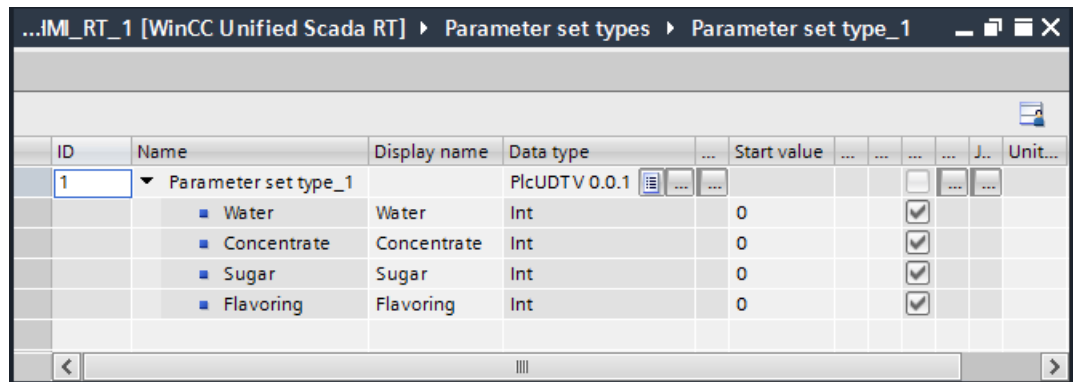 ...HMI_RT_1 [WinCC Unified Scada RT] ▸ Parameter set types ▸ Parameter set type_1
ID Name Display name Data type ... Start value ... ... ... ... J... Unit...
1 Parameter set type_1 PlcUDT V 0.0.1 ... ... ... ...
Water Water Int 0
Concentrate Concentrate Int 0
Sugar Sugar Int 0
Flavoring Flavoring Int 0